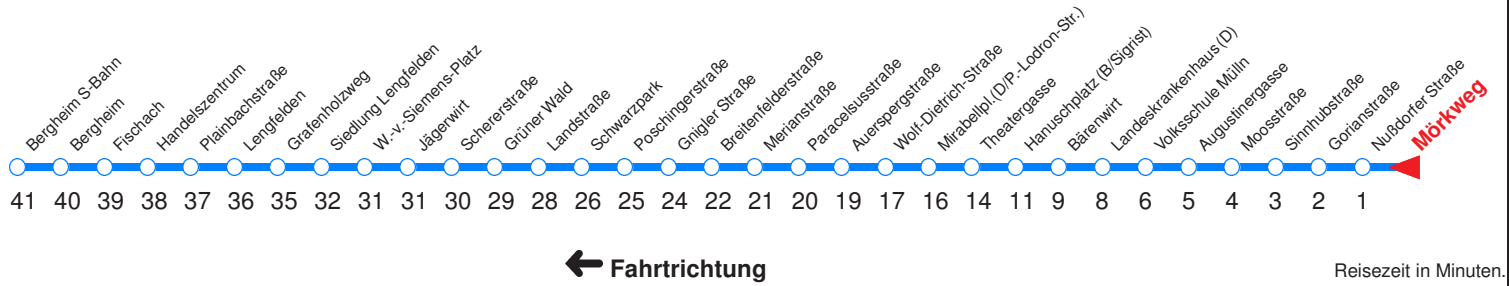 Bergheim S-Bahn
Bergheim
Fischach
Handelszentrum
Plainbachstraße
Lengfelden
Grafenholzweg
Siedlung Lengfelden
W.-v.-Siemens-Platz
Jägerwirt
Schererstraße
Grüner Wald
Landstraße
Schwarzpark
Poschingerstraße
Gnigler Straße
Breitenfelderstraße
Merianstraße
Paracelsusstraße
Auerspergstraße
Wolf-Dietrich-Straße
Mirabellpl.(D/P.-Lodron-Str.)
Theatergasse
Hanuschplatz (B/Sigrist)
Bärenwirt
Landeskrankenhaus (D)
Volksschule Mülln
Augustinergasse
Moosstraße
Sinnhubstraße
Gorianstraße
Nußdorfer Straße
Mörkweg
41 40 39 38 37 36 35 32 31 31 30 29 28 26 25 24 22 21 20 19 17 16 14 11 9 8 6 5 4 3 2 1
Fahrtrichtung
Reisezeit in Minuten.